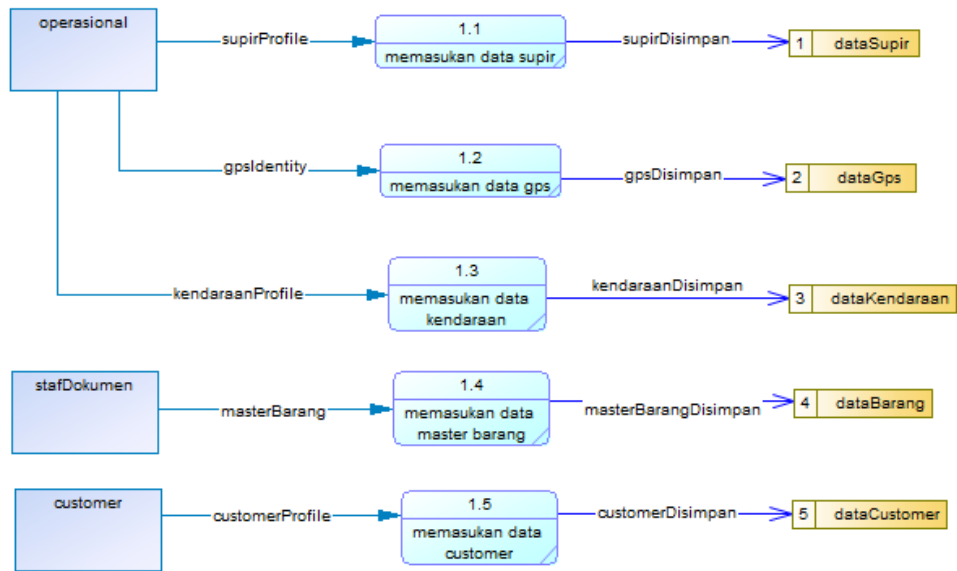 operasional
supirProfile
1.1
memasukan data supir
supirDisimpan
1 dataSupir
gpsIdentity
1.2
memasukan data gps
gpsDisimpan
2 dataGps
kendaraanProfile
1.3
memasukan data
kendaraan
kendaraanDisimpan
3 dataKendaraan
stafDokumen
masterBarang
1.4
memasukan data
master barang
masterBarangDisimpan
4 dataBarang
customer
customerProfile
1.5
memasukan data
customer
customerDisimpan
5 dataCustomer